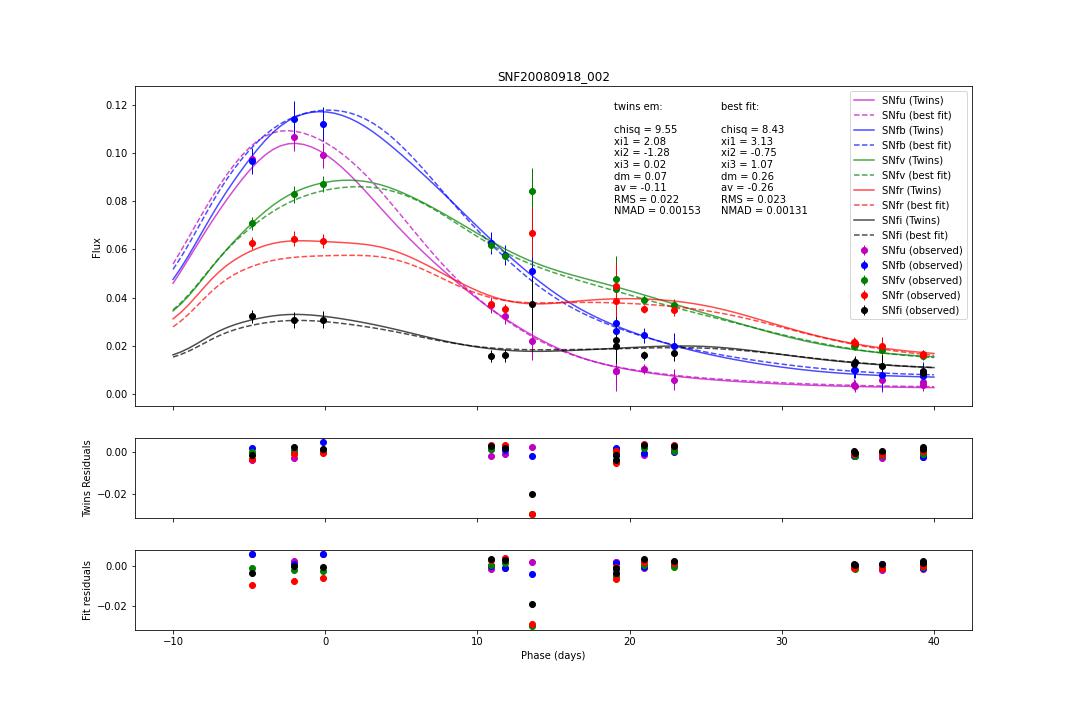 SNF20080918_002
Flux
0.12
0.10
0.08
0.06
0.04
0.02
0.00
twins em:
chisq = 9.55
xi1 = 2.08
xi2 = -1.28
xi3 = 0.02
dm = 0.07
av = -0.11
RMS = 0.022
NMAD = 0.00153
best fit:
chisq = 8.43
xi1 = 3.13
xi2 = -0.75
xi3 = 1.07
dm = 0.26
av = -0.26
RMS = 0.023
NMAD = 0.00131
SNfu (Twins)
SNfu (best fit)
SNfb (Twins)
SNfb (best fit)
SNfv (Twins)
SNfv (best fit)
SNfr (Twins)
SNfr (best fit)
SNfi (Twins)
SNfi (best fit)
SNfu (observed)
SNfb (observed)
SNfv (observed)
SNfr (observed)
SNfi (observed)
Twins Residuals
0.00
−0.02
Fit residuals
0.00
−0.02
−10
0
10
20
30
40
Phase (days)